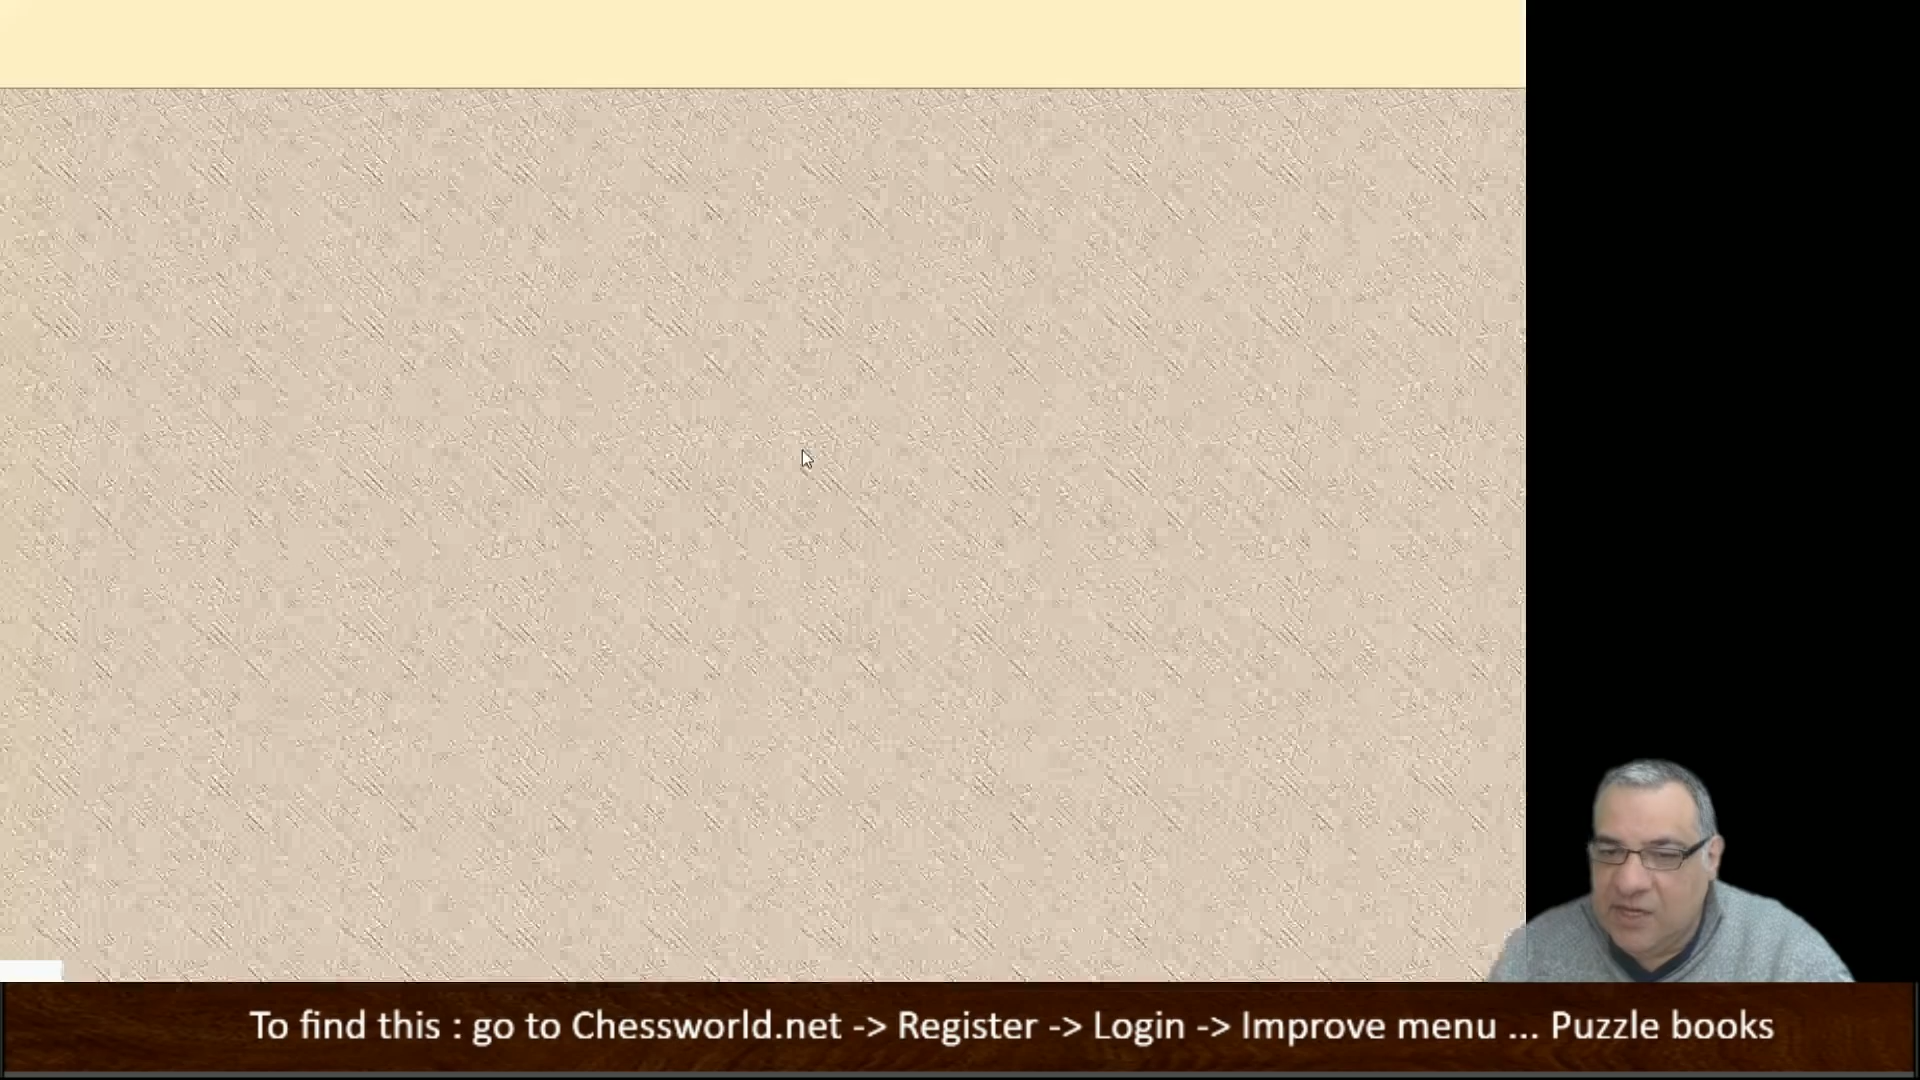 To find this : go to Chessworld.net -> Register -> Login -> Improve menu ... Puzzle books